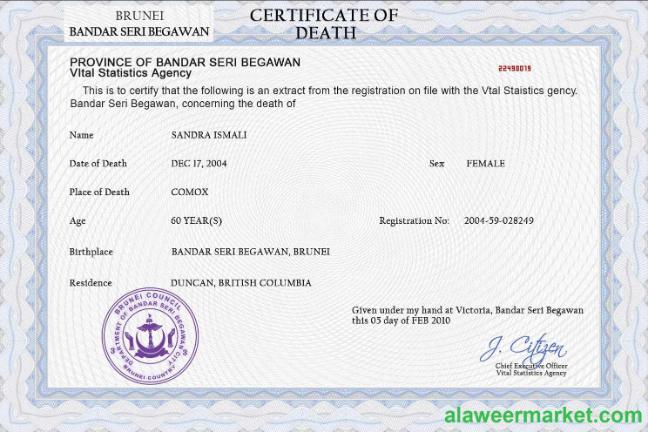 BRUNEI
BANDAR SERI BEGAWAN
CERTIFICATE OF
DEATH
PROVINCE OF BANDAR SERI BEGAWAN
Vital Statistics Agency
22490019
This is to certify that the following is an extract from the registration on file with the Vtal Staistics gency.
Bandar Seri Begawan, concerning the death of
Name SANDRA ISMALI
Date of Death DEC 17, 2004 Sex FEMALE
Place of Death COMOX
Age 60 YEAR(S) Registration No: 2004-59-028249
Birthplace BANDAR SERI BEGAWAN, BRUNEI
Residence DUNCAN, BRITISH COLUMBIA
BRUNEI COUNCIL
DEPARTMENT OF BANDAR SERI BEGAWAN CITY
BRUNEI COUNTRY
Given under my hand at Victoria, Bandar Seri Begawan
this 05 day of FEB 2010
J. Citizen
Chief Executive Officer
Vital Statistics Agency
alaweermarket.com